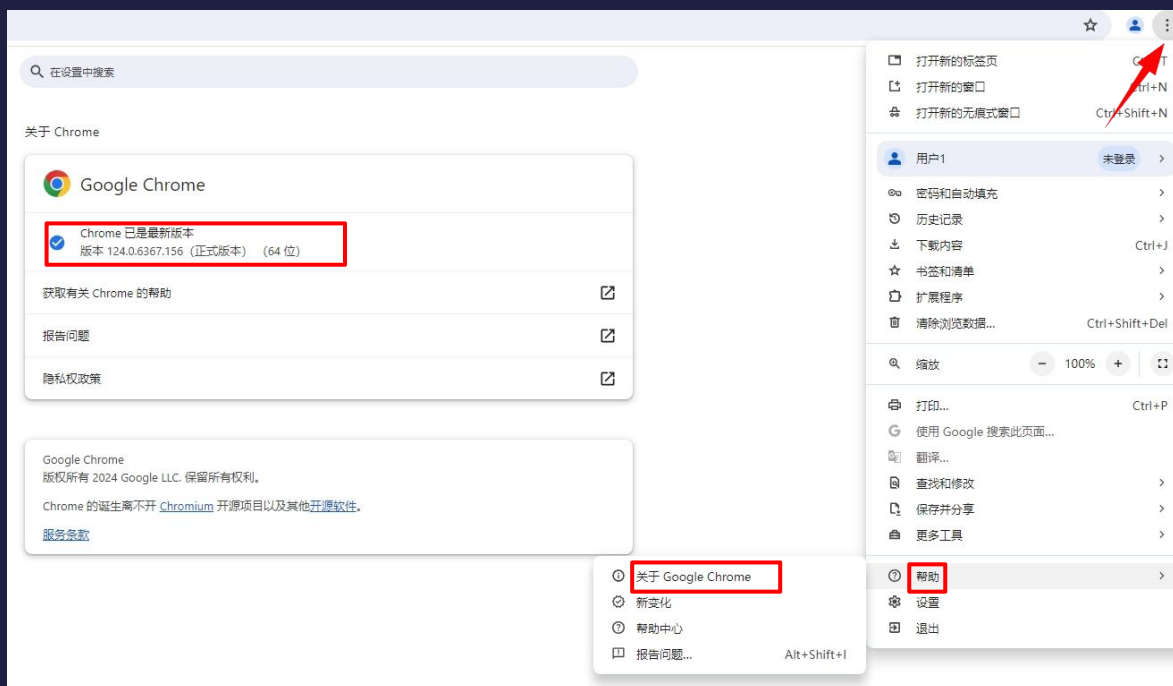 在设置中搜索
关于 Chrome
Google Chrome
Chrome 已是最新版本
版本 124.0.6367.156（正式版本） （64 位）
获取有关 Chrome 的帮助
报告问题
隐私权政策
Google Chrome
版权所有 2024 Google LLC. 保留所有权利。
Chrome 的诞生离不开 Chromium 开源项目以及其他开源软件。
服务条款
打开新的标签页
打开新的窗口 Ctrl+N
打开新的无痕式窗口 Ctrl+Shift+N
用户1 未登录
密码和自动填充
历史记录
下载内容 Ctrl+J
书签和清单
扩展程序
清除浏览数据... Ctrl+Shift+Del
缩放 − 100% +
打印... Ctrl+P
使用 Google 搜索此页面...
翻译...
查找和修改
保存并分享
更多工具
帮助
设置
退出
关于 Google Chrome
新变化
帮助中心
报告问题... Alt+Shift+I